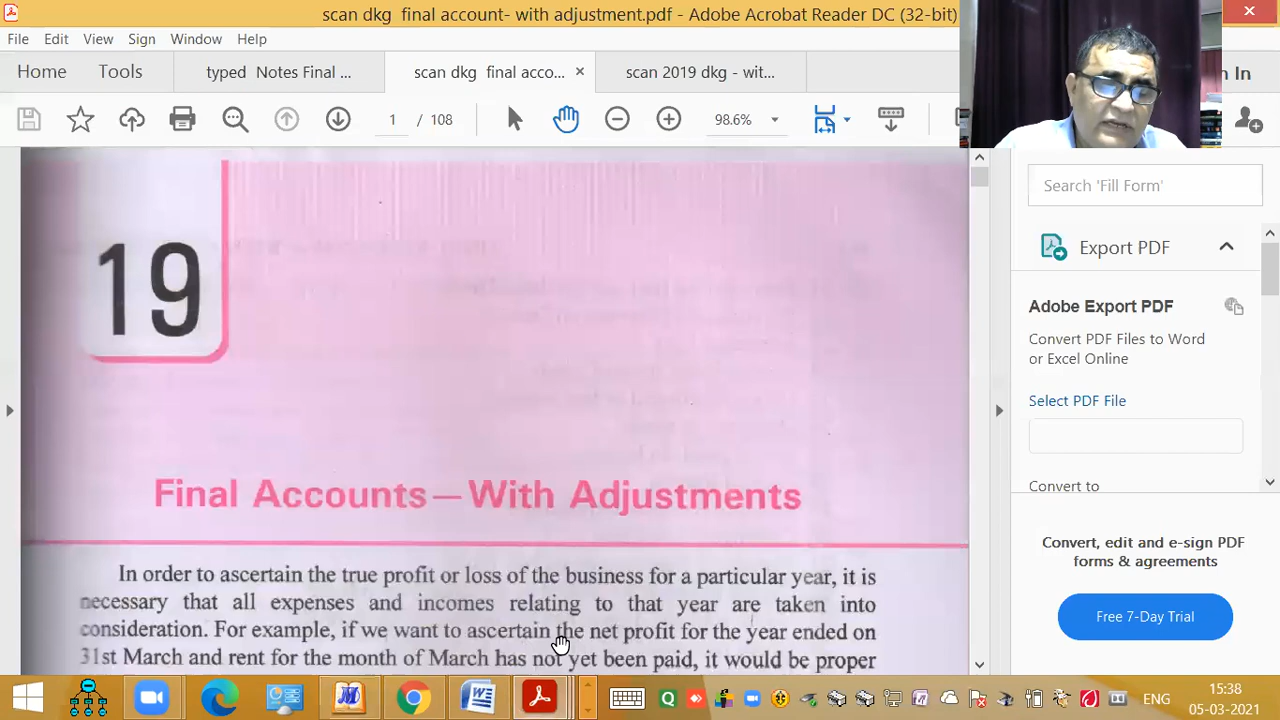 scan dkg final account- with adjustment.pdf - Adobe Acrobat Reader DC (32-bit)
File Edit View Sign Window Help
Home Tools typed Notes Final ... scan dkg final acco... scan 2019 dkg - wit... In
1 / 108 98.6%
19
Final Accounts—With Adjustments
In order to ascertain the true profit or loss of the business for a particular year, it is
necessary that all expenses and incomes relating to that year are taken into
consideration. For example, if we want to ascertain the net profit for the year ended on
31st March and rent for the month of March has not yet been paid, it would be proper
Search 'Fill Form'
Export PDF
Adobe Export PDF
Convert PDF Files to Word
or Excel Online
Select PDF File
Convert to
Convert, edit and e-sign PDF
forms & agreements
Free 7-Day Trial
ENG
15:38
05-03-2021